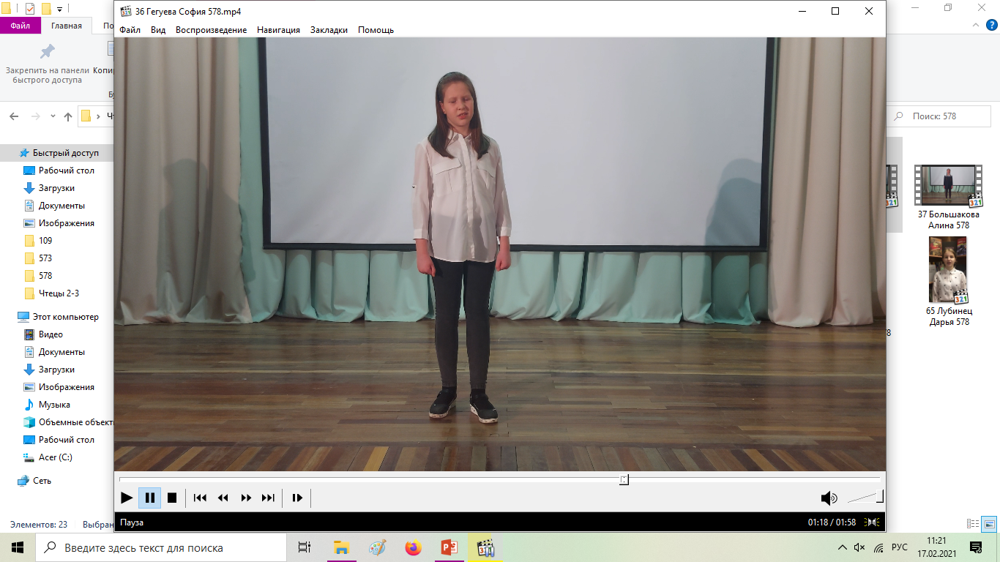 36 Гегуева София 578.mp4
Файл Вид Воспроизведение Навигация Закладки Помощь
Файл Главная По
Закрепить на панели
быстрого доступа
Поиск: 578
Быстрый доступ
Рабочий стол
Загрузки
Документы
Изображения
109
573
578
Чтецы 2-3
Этот компьютер
Видео
Документы
Загрузки
Изображения
Музыка
Объемные объекты
Рабочий стол
Acer (C:)
Сеть
37 Большакова
Алина 578
65 Лубинец
Дарья 578
Элементов: 23
Пауза
01:18 / 01:58
Введите здесь текст для поиска
РУС
11:21
17.02.2021